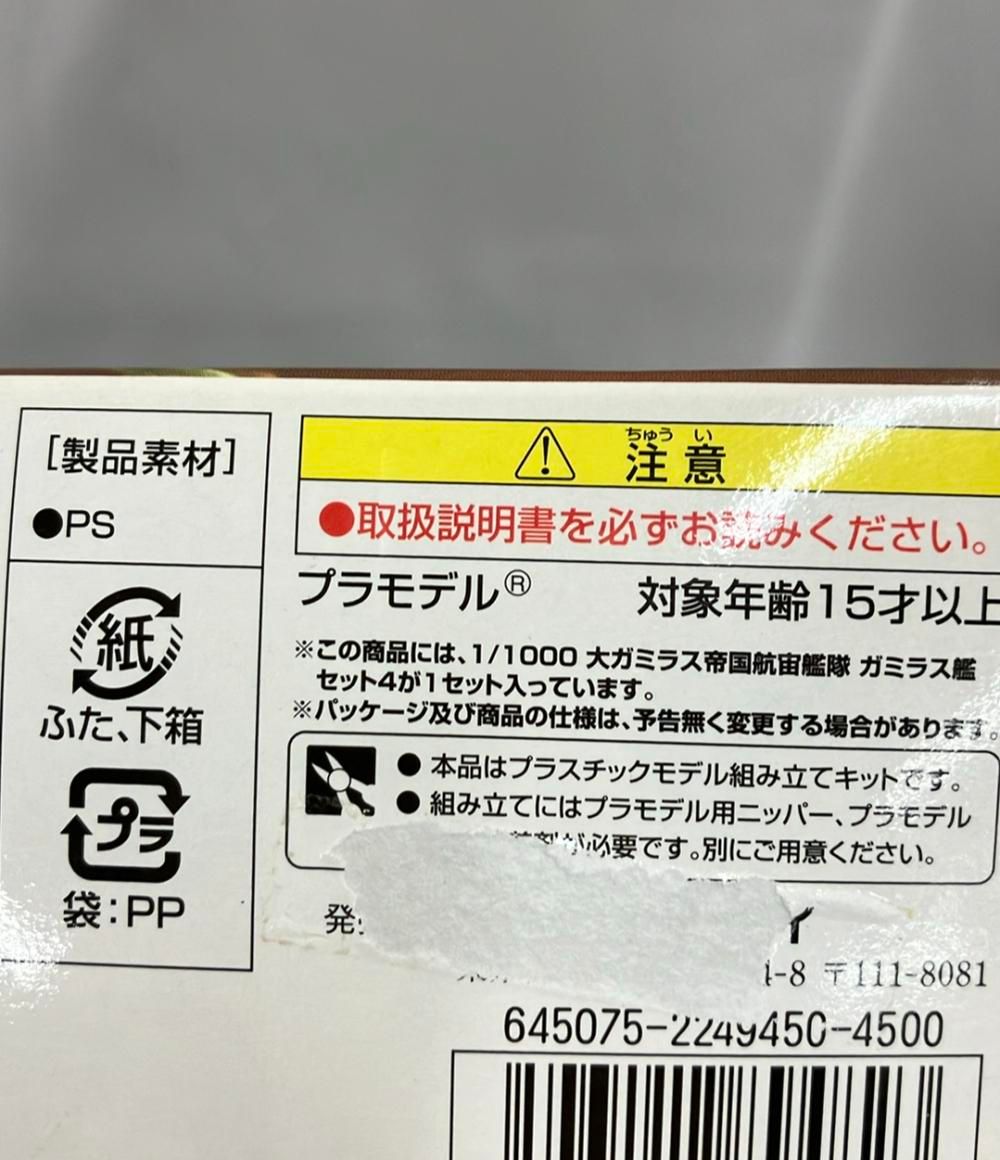 [製品素材]
●PS
紙
ふた、下箱
プラ
袋:PP
ちゅう い
注意
●取扱説明書を必ずお読みください。
プラモデル® 対象年齢15才以上
※この商品には、1/1000 大ガミラス帝国航宙艦隊 ガミラス艦
セット4が1セット入っています。
※パッケージ及び商品の仕様は、予告無く変更する場合があります。
●本品はプラスチックモデル組み立てキットです。
●組み立てにはプラモデル用ニッパー、プラモデル
が必要です。別にご用意ください。
発
イ
-8 〒111-8081
645075-2249450-4500